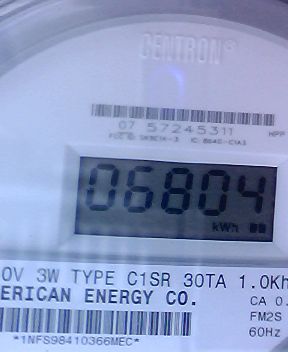 CENTRON®
07 57245311
HPP
06804
kWh
0V 3W TYPE C1SR 30TA 1.0Kh
ERICAN ENERGY CO.
CA 0.
FM2S
60Hz
*1NFS98410366MEC*